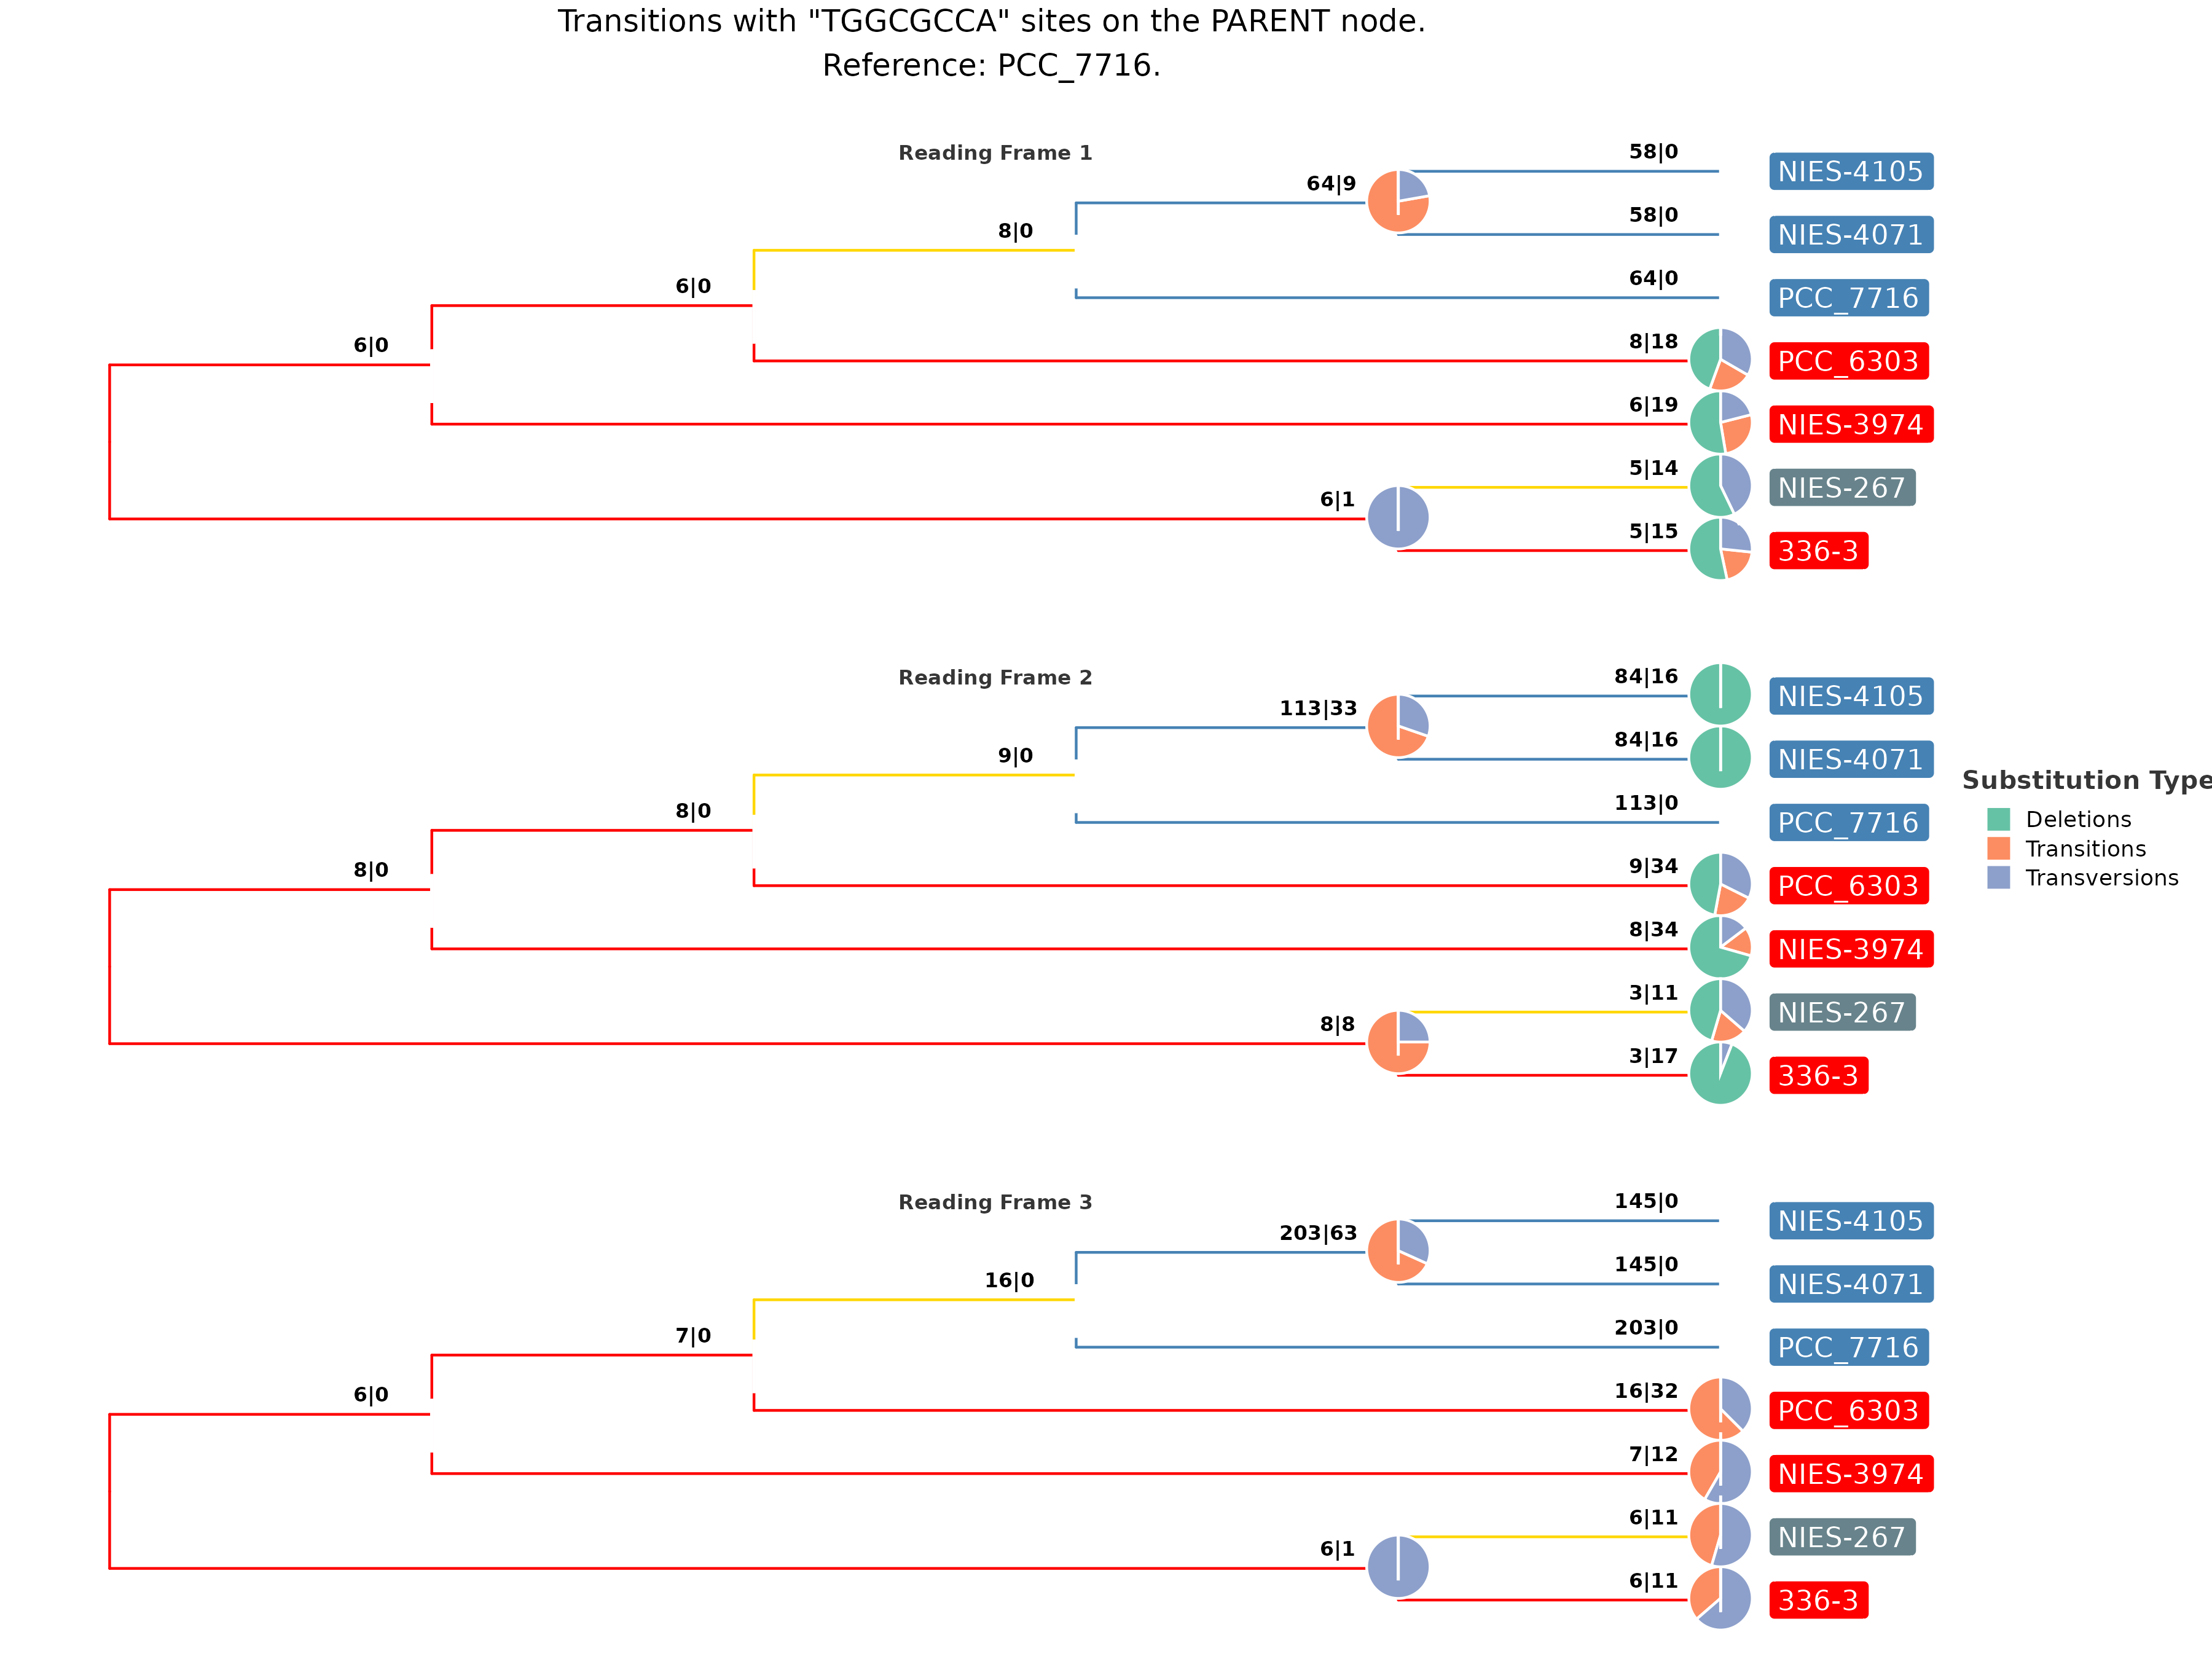 Transitions with "TGGCGCCA" sites on the PARENT node.
Reference: PCC_7716.
Reading Frame 1
58|0
NIES-4105
64|9
58|0
NIES-4071
8|0
64|0
PCC_7716
6|0
8|18
PCC_6303
6|0
6|19
NIES-3974
5|14
NIES-267
6|1
5|15
336-3
Reading Frame 2
84|16
NIES-4105
113|33
84|16
NIES-4071
9|0
113|0
PCC_7716
8|0
9|34
PCC_6303
8|0
8|34
NIES-3974
3|11
NIES-267
8|8
3|17
336-3
Substitution Type
Deletions
Transitions
Transversions
Reading Frame 3
145|0
NIES-4105
203|63
145|0
NIES-4071
16|0
203|0
PCC_7716
7|0
16|32
PCC_6303
6|0
7|12
NIES-3974
6|11
NIES-267
6|1
6|11
336-3